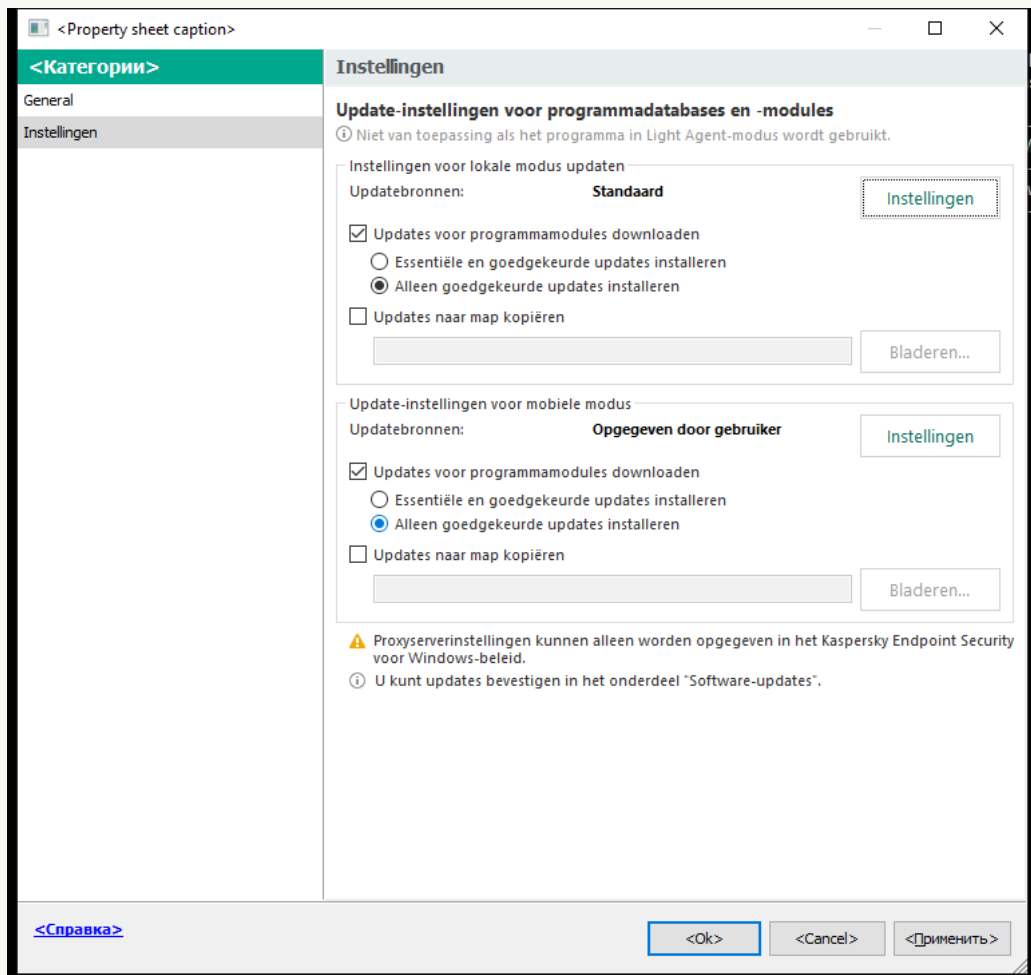 <Property sheet caption>
<Категории>
General
Instellingen
Instellingen
Update-instellingen voor programmadatabases en -modules
Niet van toepassing als het programma in Light Agent-modus wordt gebruikt.
Instellingen voor lokale modus updaten
Updatebronnen: Standaard Instellingen
Updates voor programmamodules downloaden
Essentiële en goedgekeurde updates installeren
Alleen goedgekeurde updates installeren
Updates naar map kopiëren
Bladeren...
Update-instellingen voor mobiele modus
Updatebronnen: Opgegeven door gebruiker Instellingen
Updates voor programmamodules downloaden
Essentiële en goedgekeurde updates installeren
Alleen goedgekeurde updates installeren
Updates naar map kopiëren
Bladeren...
Proxyserverinstellingen kunnen alleen worden opgegeven in het Kaspersky Endpoint Security
voor Windows-beleid.
U kunt updates bevestigen in het onderdeel "Software-updates".
<Справка>
<Ok> <Cancel> <Применить>